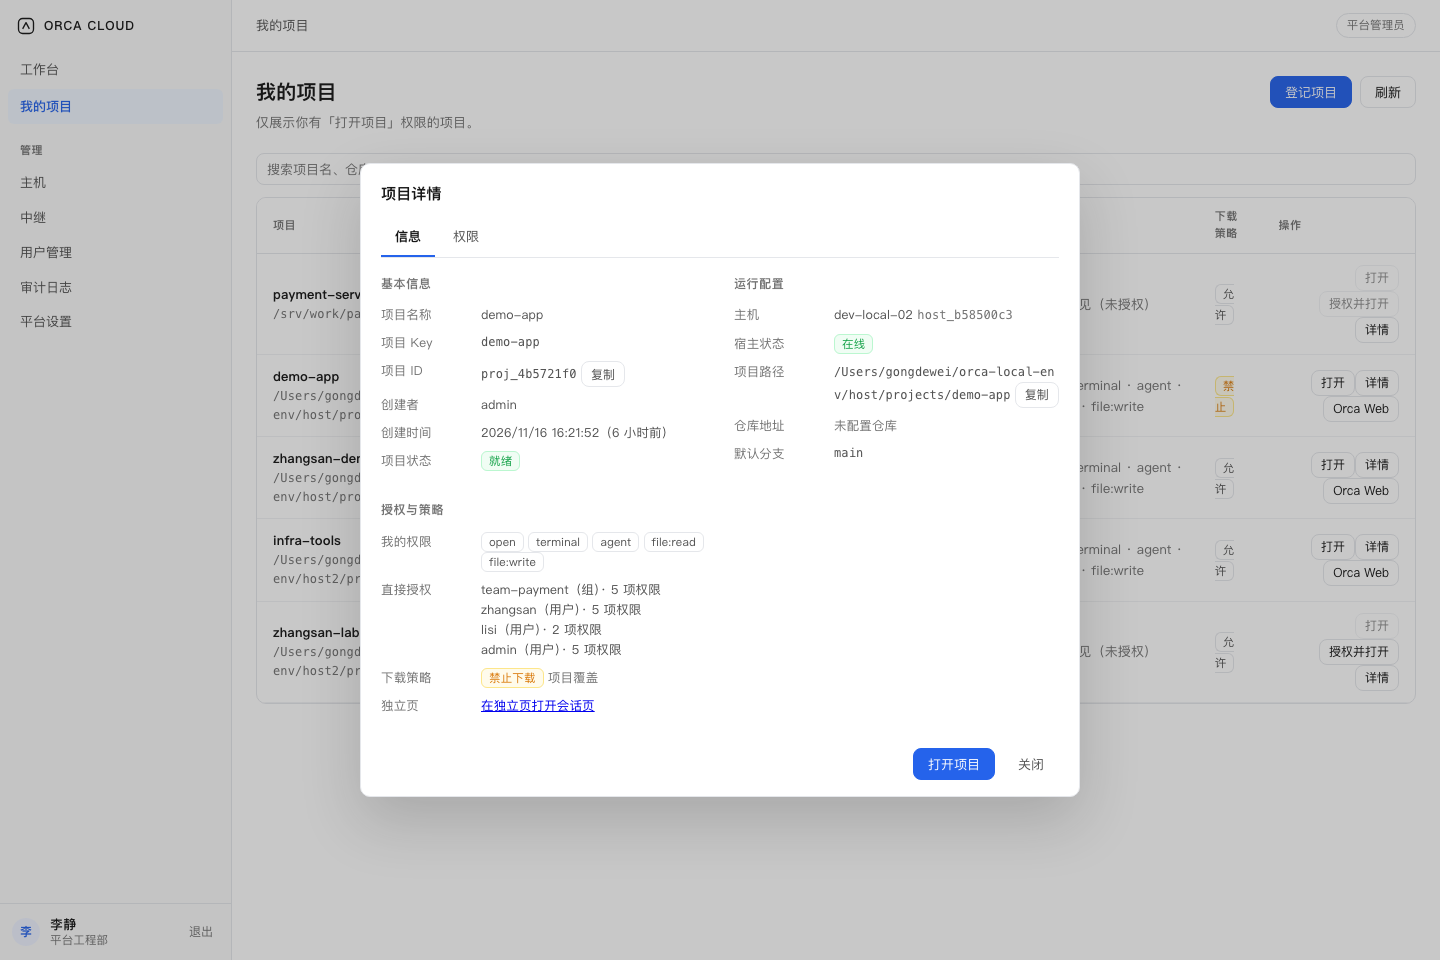 ORCA CLOUD
工作台
我的项目
管理
主机
中继
用户管理
审计日志
平台设置
李
李静
平台工程部
退出
我的项目
平台管理员
我的项目
仅展示你有「打开项目」权限的项目。
登记项目
刷新
搜索项目名、仓
项目
下载
策略
操作
payment-serv
/srv/work/pa
见（未授权）
允
许
打开
授权并打开
详情
demo-app
/Users/gongd
env/host/pro
erminal · agent ·
· file:write
禁
止
打开
详情
Orca Web
zhangsan-der
/Users/gongd
env/host/pro
erminal · agent ·
· file:write
允
许
打开
详情
Orca Web
infra-tools
/Users/gongd
env/host2/pr
erminal · agent ·
· file:write
允
许
打开
详情
Orca Web
zhangsan-lab
/Users/gongd
env/host2/pr
见（未授权）
允
许
打开
授权并打开
详情
项目详情
信息
权限
基本信息
项目名称 demo-app
项目 Key demo-app
项目 ID proj_4b5721f0 复制
创建者 admin
创建时间 2026/11/16 16:21:52（6 小时前）
项目状态 就绪
运行配置
主机 dev-local-02 host_b58500c3
宿主状态 在线
项目路径 /Users/gongdewei/orca-local-en
v/host/projects/demo-app 复制
仓库地址 未配置仓库
默认分支 main
授权与策略
我的权限 open terminal agent file:read
file:write
直接授权 team-payment（组）· 5 项权限
zhangsan（用户）· 5 项权限
lisi（用户）· 2 项权限
admin（用户）· 5 项权限
下载策略 禁止下载 项目覆盖
独立页 在独立页打开会话页
打开项目
关闭